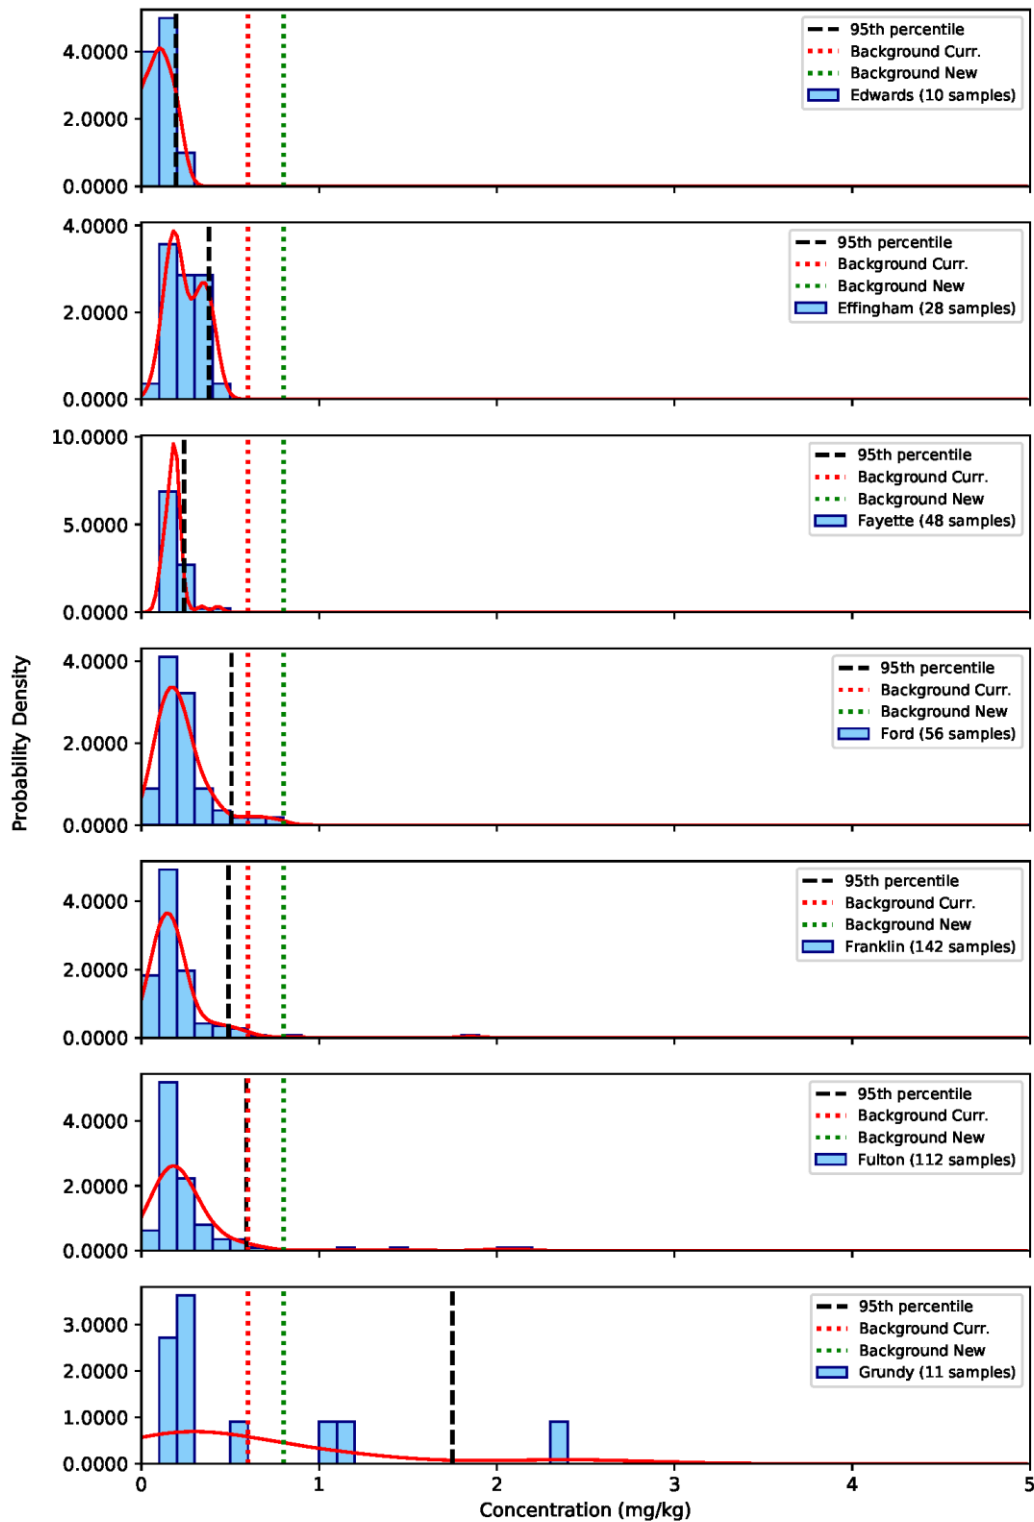 4.0000
2.0000
0.0000
95th percentile
Background Curr.
Background New
Edwards (10 samples)
4.0000
2.0000
0.0000
95th percentile
Background Curr.
Background New
Effingham (28 samples)
10.0000
5.0000
0.0000
95th percentile
Background Curr.
Background New
Fayette (48 samples)
Probability Density
4.0000
2.0000
0.0000
95th percentile
Background Curr.
Background New
Ford (56 samples)
4.0000
2.0000
0.0000
95th percentile
Background Curr.
Background New
Franklin (142 samples)
4.0000
2.0000
0.0000
95th percentile
Background Curr.
Background New
Fulton (112 samples)
3.0000
2.0000
1.0000
0.0000
95th percentile
Background Curr.
Background New
Grundy (11 samples)
0 1 2 3 4 5
Concentration (mg/kg)